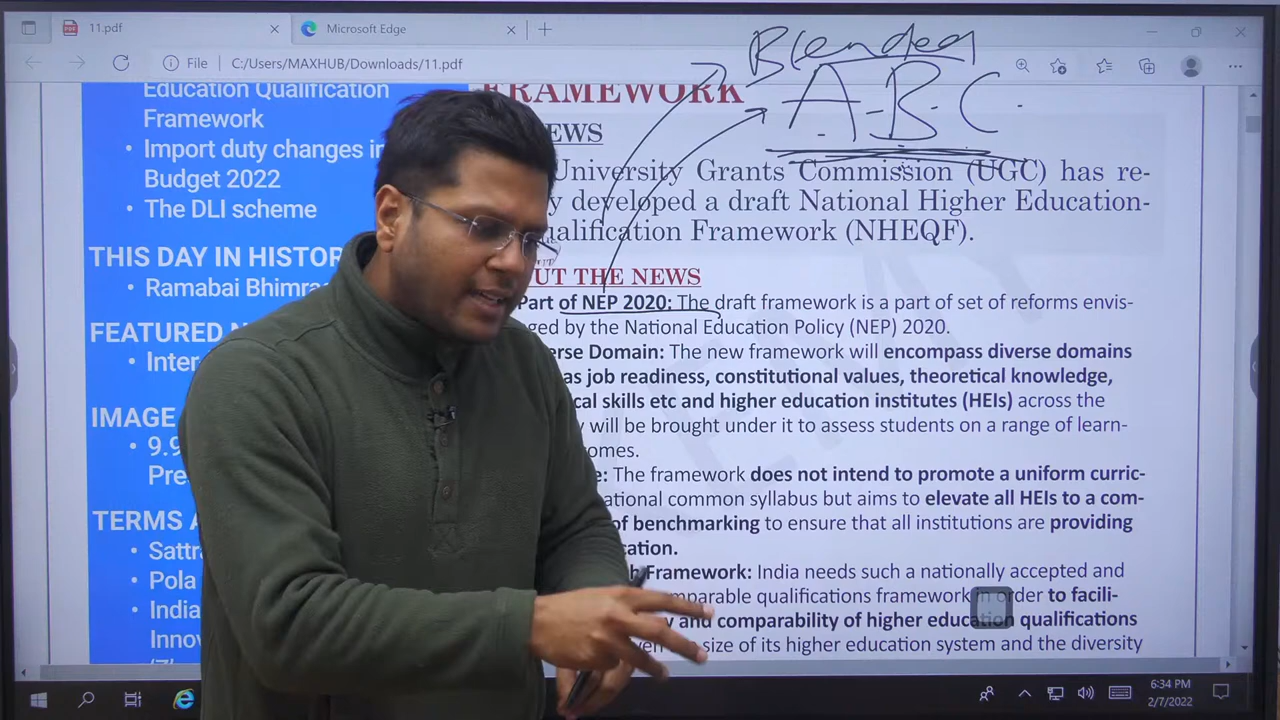 11.pdf
Microsoft Edge
File
C:/Users/MAXHUB/Downloads/11.pdf
Blended
A-B-C
Education Qualification
Framework
Import duty changes in
Budget 2022
The DLI scheme
THIS DAY IN HISTOR
Ramabai Bhimra
FEATURED
Inter
IMAGE
9.9
Pre
TERMS A
Sattr
Pola
India
Innov
FRAMEWORK
EWS
University Grants Commission (UGC) has re-
y developed a draft National Higher Education-
ualification Framework (NHEQF).
UT THE NEWS
Part of NEP 2020: The draft framework is a part of set of reforms envis-
ged by the National Education Policy (NEP) 2020.
erse Domain: The new framework will encompass diverse domains
as job readiness, constitutional values, theoretical knowledge,
cal skills etc and higher education institutes (HEIs) across the
y will be brought under it to assess students on a range of learn-
omes.
e: The framework does not intend to promote a uniform curric-
ational common syllabus but aims to elevate all HEIs to a com-
of benchmarking to ensure that all institutions are providing
cation.
h Framework: India needs such a nationally accepted and
mparable qualifications framework in order to facili-
y and comparability of higher education qualifications
size of its higher education system and the diversity
6:34 PM
2/7/2022